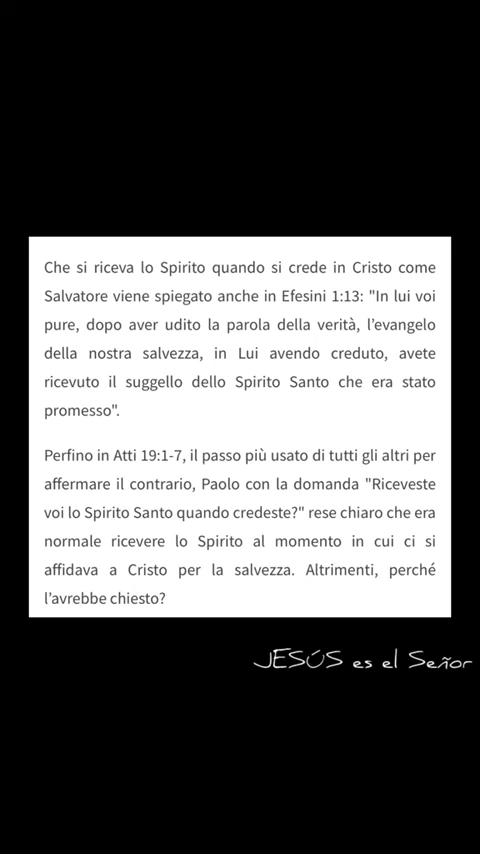 Che si riceva lo Spirito quando si crede in Cristo come
Salvatore viene spiegato anche in Efesini 1:13: "In lui voi
pure, dopo aver udito la parola della verità, l’evangelo
della nostra salvezza, in Lui avendo creduto, avete
ricevuto il suggello dello Spirito Santo che era stato
promesso".
Perfino in Atti 19:1-7, il passo più usato di tutti gli altri per
affermare il contrario, Paolo con la domanda "Riceveste
voi lo Spirito Santo quando credeste?" rese chiaro che era
normale ricevere lo Spirito al momento in cui ci si
affidava a Cristo per la salvezza. Altrimenti, perché
l’avrebbe chiesto?
JESÚS es el Señor